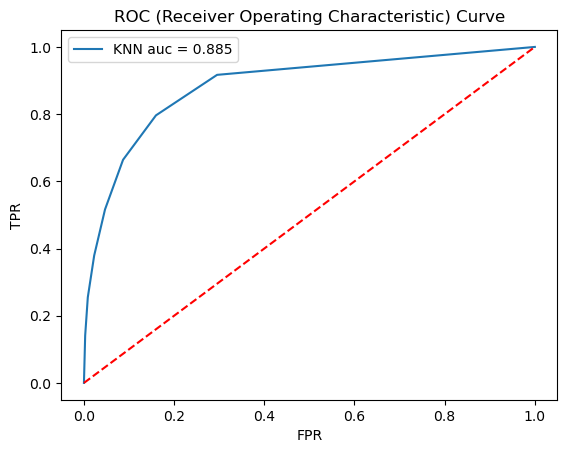 ROC (Receiver Operating Characteristic) Curve
KNN auc = 0.885
1.0
0.8
0.6
0.4
0.2
0.0
TPR
0.0 0.2 0.4 0.6 0.8 1.0
FPR